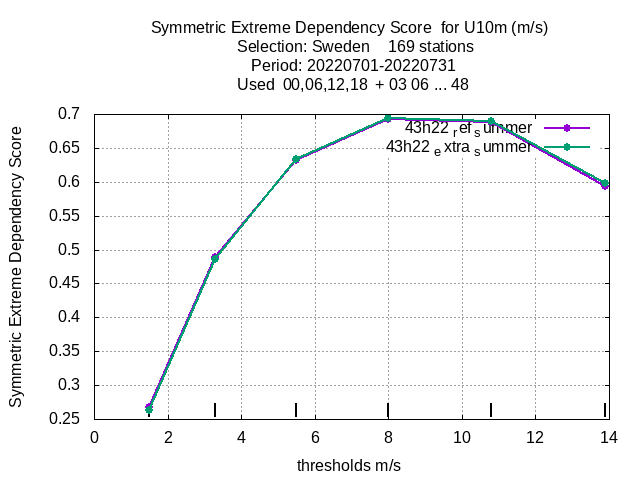 Symmetric Extreme Dependency Score  for U10m (m/s)
Selection: Sweden    169 stations
Period: 20220701-20220731
Used  00,06,12,18  + 03 06 ... 48
Symmetric Extreme Dependency Score
0.7
0.65
0.6
0.55
0.5
0.45
0.4
0.35
0.3
0.25
43h22 ref summer
43h22 extra summer
0 2 4 6 8 10 12 14
thresholds m/s